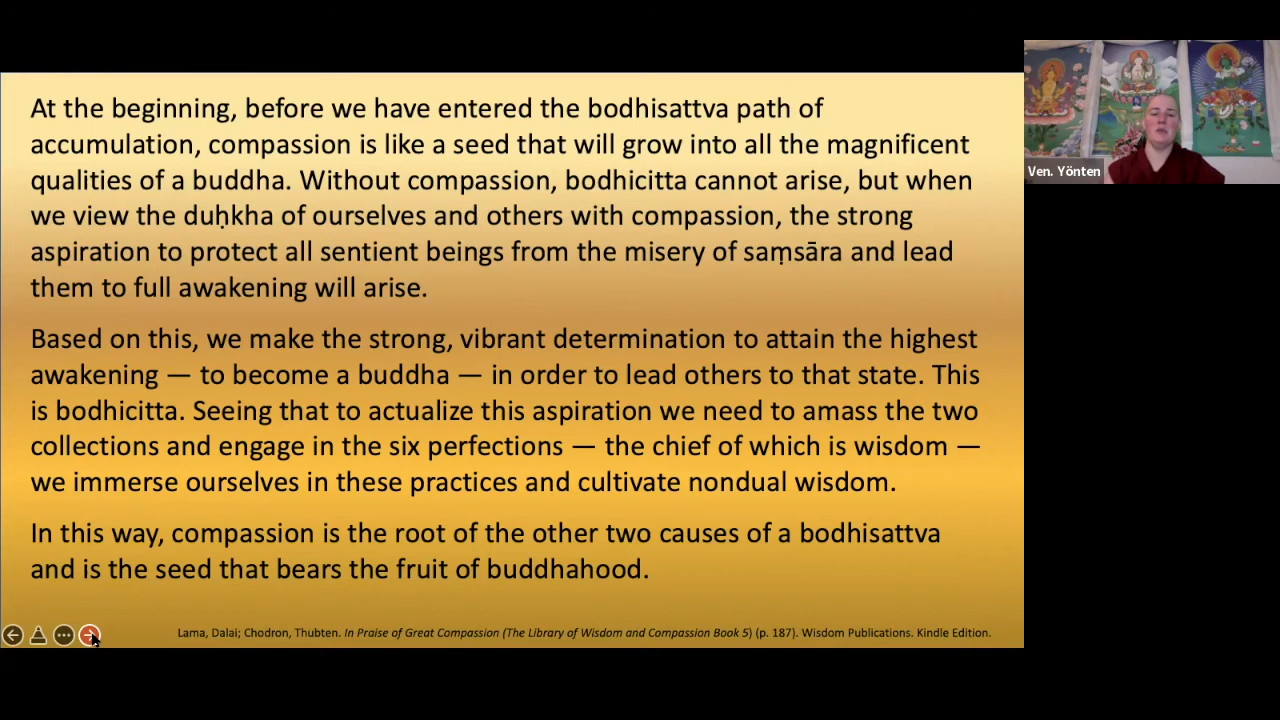 At the beginning, before we have entered the bodhisattva path of
accumulation, compassion is like a seed that will grow into all the magnificent
qualities of a buddha. Without compassion, bodhicitta cannot arise, but when
we view the duḥkha of ourselves and others with compassion, the strong
aspiration to protect all sentient beings from the misery of saṃsāra and lead
them to full awakening will arise.
Based on this, we make the strong, vibrant determination to attain the highest
awakening — to become a buddha — in order to lead others to that state. This
is bodhicitta. Seeing that to actualize this aspiration we need to amass the two
collections and engage in the six perfections — the chief of which is wisdom —
we immerse ourselves in these practices and cultivate nondual wisdom.
In this way, compassion is the root of the other two causes of a bodhisattva
and is the seed that bears the fruit of buddhahood.
Lama, Dalai; Chodron, Thubten. In Praise of Great Compassion (The Library of Wisdom and Compassion Book 5) (p. 187). Wisdom Publications. Kindle Edition.
Ven. Yönten